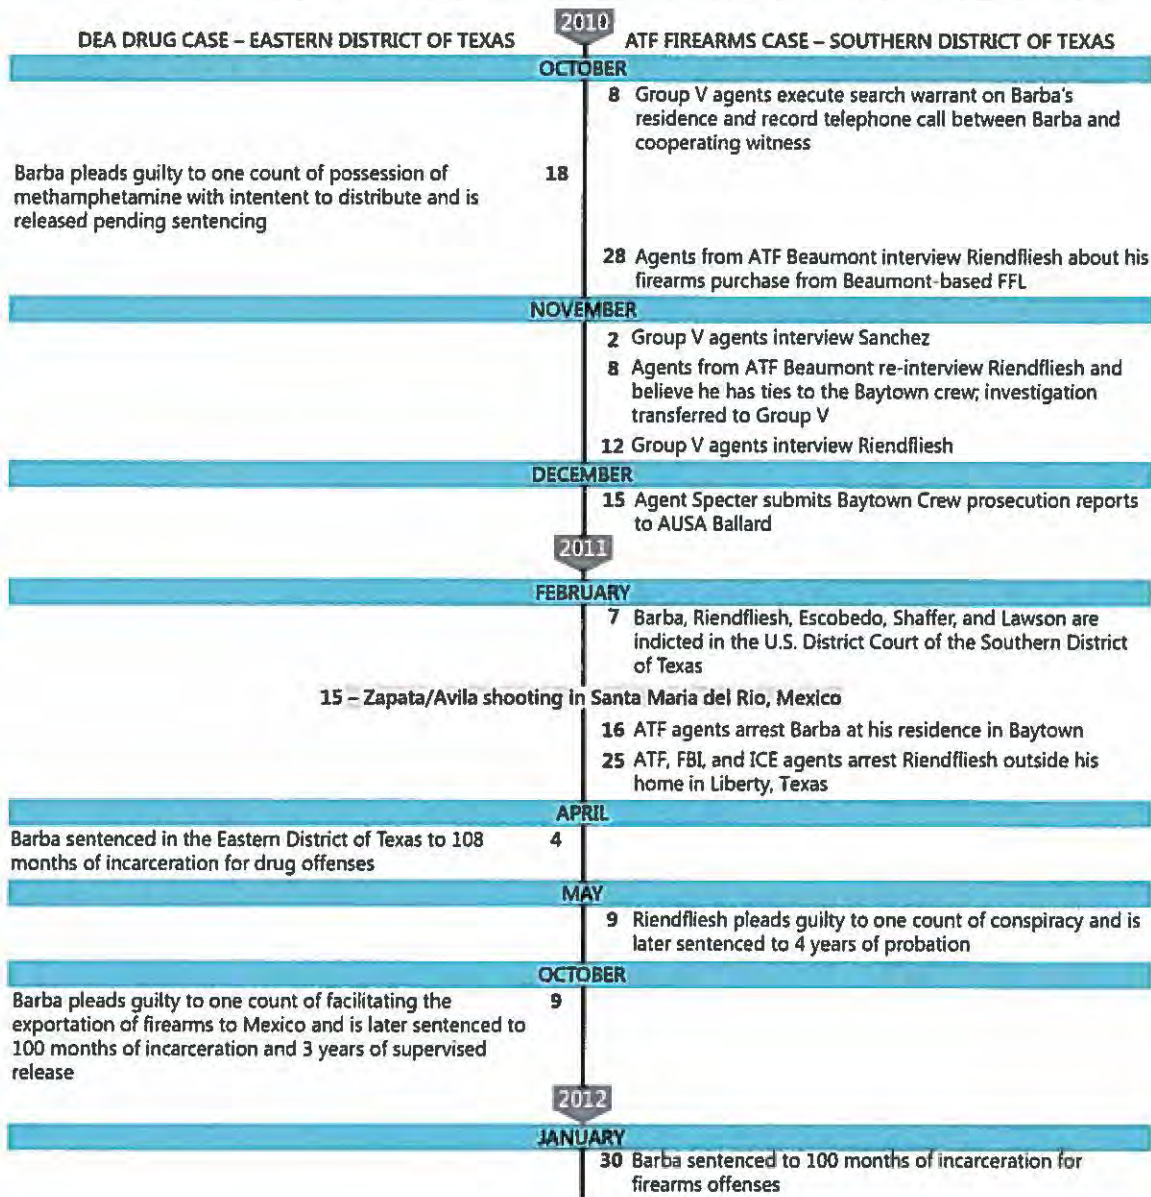 2010
DEA DRUG CASE – EASTERN DISTRICT OF TEXAS
ATF FIREARMS CASE – SOUTHERN DISTRICT OF TEXAS
OCTOBER
8 Group V agents execute search warrant on Barba's
residence and record telephone call between Barba and
cooperating witness
Barba pleads guilty to one count of possession of 18
methamphetamine with intentent to distribute and is
released pending sentencing
28 Agents from ATF Beaumont interview Riendfliesh about his
firearms purchase from Beaumont-based FFL
NOVEMBER
2 Group V agents interview Sanchez
8 Agents from ATF Beaumont re-interview Riendfliesh and
believe he has ties to the Baytown crew; investigation
transferred to Group V
12 Group V agents interview Riendfliesh
DECEMBER
15 Agent Specter submits Baytown Crew prosecution reports
to AUSA Ballard
2011
FEBRUARY
7 Barba, Riendfliesh, Escobedo, Shaffer, and Lawson are
indicted in the U.S. District Court of the Southern District
of Texas
15 – Zapata/Avila shooting in Santa Maria del Rio, Mexico
16 ATF agents arrest Barba at his residence in Baytown
25 ATF, FBI, and ICE agents arrest Riendfliesh outside his
home in Liberty, Texas
APRIL
Barba sentenced in the Eastern District of Texas to 108 4
months of incarceration for drug offenses
MAY
9 Riendfliesh pleads guilty to one count of conspiracy and is
later sentenced to 4 years of probation
OCTOBER
Barba pleads guilty to one count of facilitating the 9
exportation of firearms to Mexico and is later sentenced to
100 months of incarceration and 3 years of supervised
release
2012
JANUARY
30 Barba sentenced to 100 months of incarceration for
firearms offenses